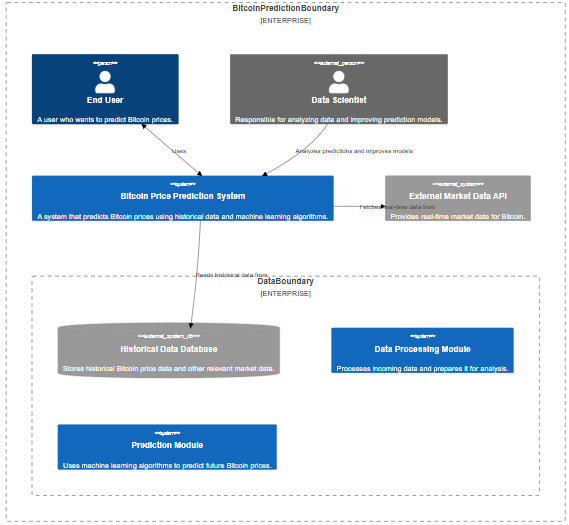 BitcoinPredictionBoundary
[ENTERPRISE]
<<person>>
End User
A user who wants to predict Bitcoin prices.
<<external_person>>
Data Scientist
Responsible for analyzing data and improving prediction models.
Uses
Analyzes predictions and improves models
<<system>>
Bitcoin Price Prediction System
A system that predicts Bitcoin prices using historical data and machine learning algorithms.
Fetches real-time data from
<<external_system>>
External Market Data API
Provides real-time market data for Bitcoin.
Reads historical data from
DataBoundary
[ENTERPRISE]
<<external_system_db>>
Historical Data Database
Stores historical Bitcoin price data and other relevant market data.
<<system>>
Data Processing Module
Processes incoming data and prepares it for analysis.
<<system>>
Prediction Module
Uses machine learning algorithms to predict future Bitcoin prices.